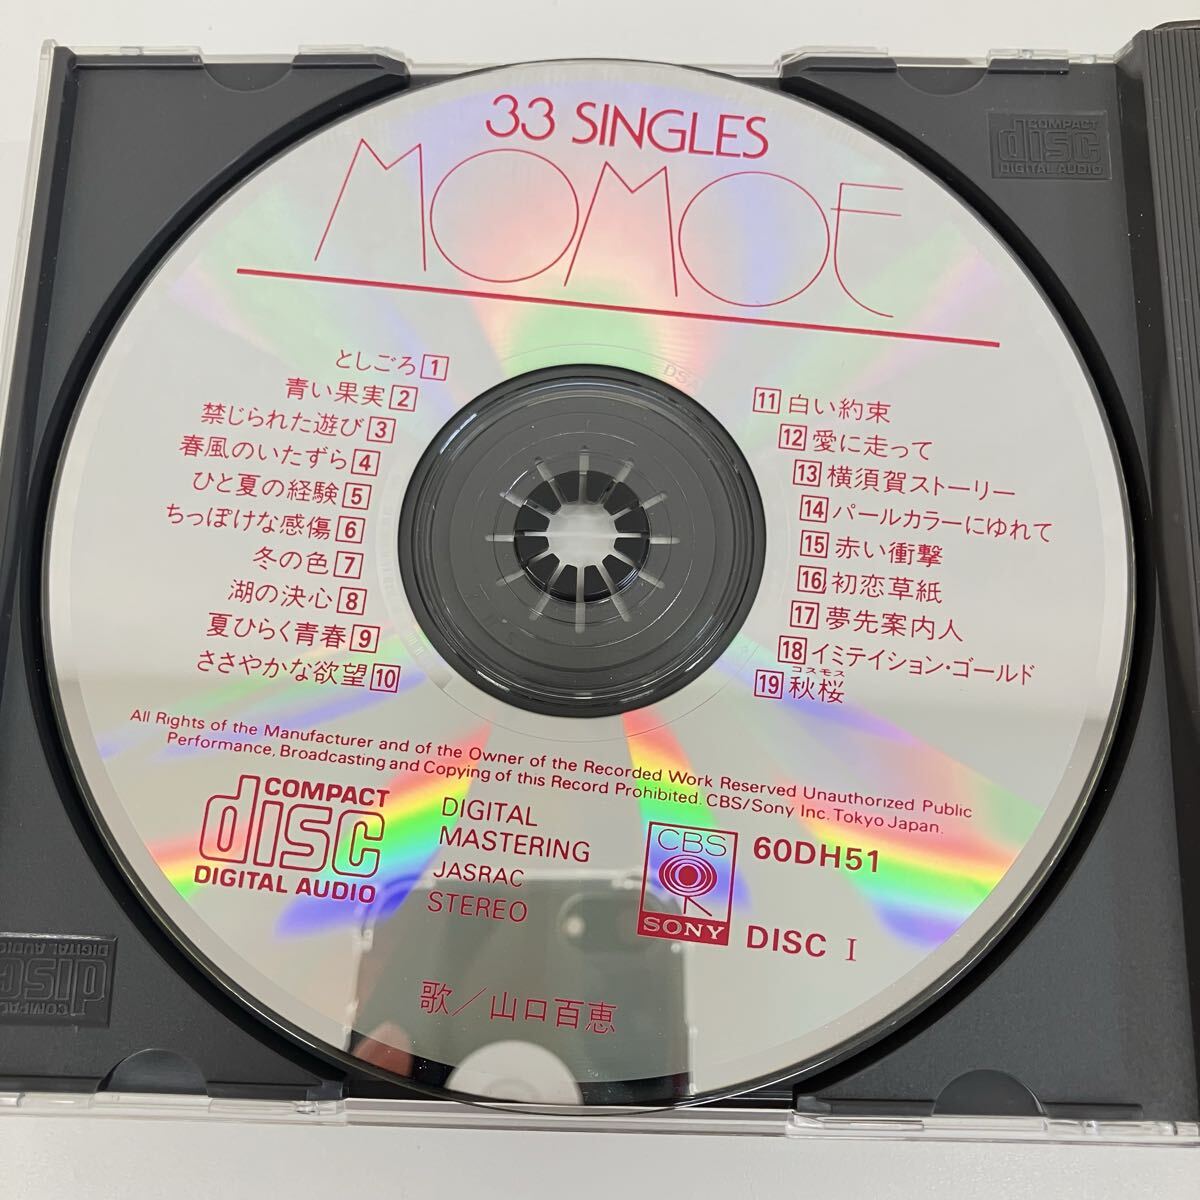 33 SINGLES
MOMOE
としごろ 1
青い果実 2
禁じられた遊び 3
春風のいたずら 4
ひと夏の経験 5
ちっぽけな感傷 6
冬の色 7
湖の決心 8
夏ひらく青春 9
ささやかな欲望 10
11 白い約束
12 愛に走って
13 横須賀ストーリー
14 パールカラーにゆれて
15 赤い衝撃
16 初恋草紙
17 夢先案内人
18 イミテイション・ゴールド
コスモス
19 秋桜
All Rights of the Manufacturer and of the Owner of the Recorded Work Reserved Unauthorized Public
Performance, Broadcasting and Copying of this Record Prohibited. CBS/Sony Inc. Tokyo Japan.
COMPACT
disc
DIGITAL AUDIO
DIGITAL
MASTERING
JASRAC
STEREO
CBS
SONY
60DH51
DISC I
歌／山口百恵
COMPACT
disc
DIGITAL AUDIO
COMPACT
disc
DIGITAL AUDIO